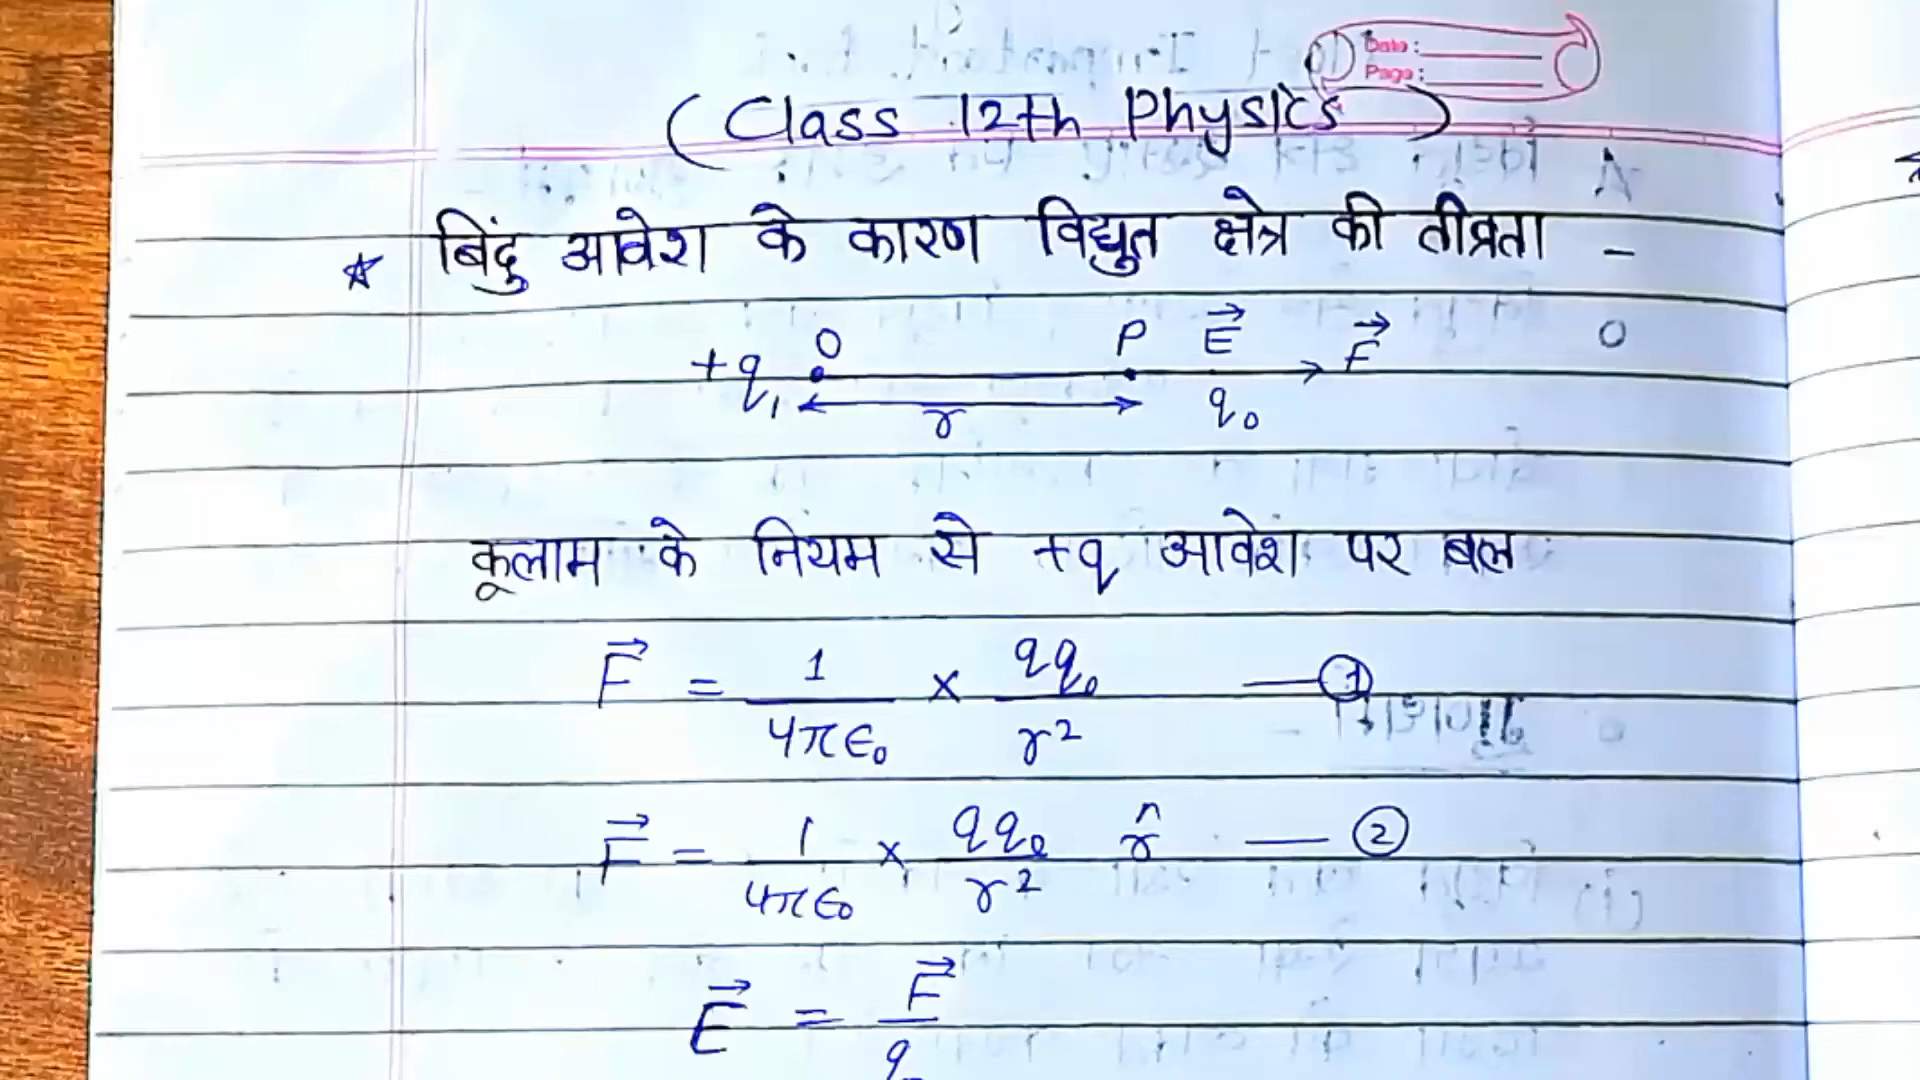 Date :
Page :
( Class 12th Physics )
☆ बिंदु आवेश के कारण विद्युत क्षेत्र की तीव्रता -
O P E⃗ F⃗
+q₁ r q₀
कूलाम के नियम से +q आवेश पर बल
F⃗ = 1/4πε₀ × qq₀/r² — ①
F⃗ = 1/4πε₀ × qq₀/r² r̂ — ②
E⃗ = F⃗/q₀